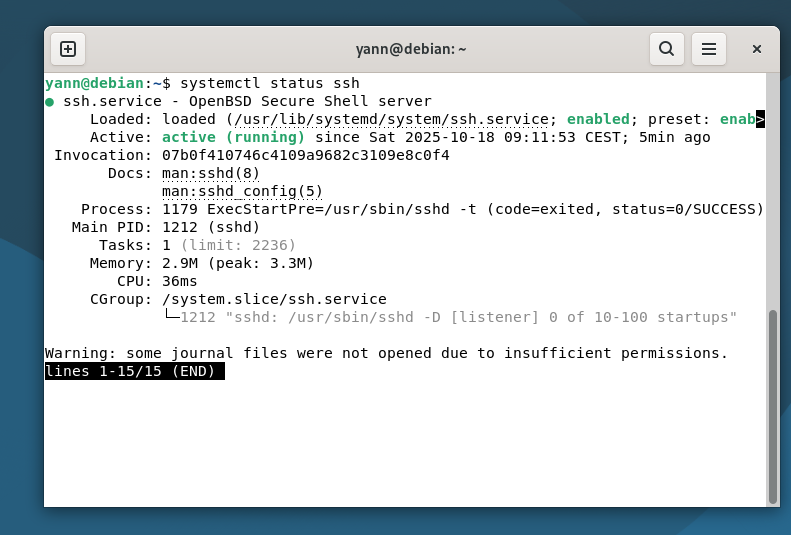 yann@debian: ~
yann@debian:~$ systemctl status ssh
● ssh.service - OpenBSD Secure Shell server
     Loaded: loaded (/usr/lib/systemd/system/ssh.service; enabled; preset: enab>
     Active: active (running) since Sat 2025-10-18 09:11:53 CEST; 5min ago
 Invocation: 07b0f410746c4109a9682c3109e8c0f4
       Docs: man:sshd(8)
             man:sshd_config(5)
    Process: 1179 ExecStartPre=/usr/sbin/sshd -t (code=exited, status=0/SUCCESS)
   Main PID: 1212 (sshd)
      Tasks: 1 (limit: 2236)
     Memory: 2.9M (peak: 3.3M)
        CPU: 36ms
     CGroup: /system.slice/ssh.service
             └─1212 "sshd: /usr/sbin/sshd -D [listener] 0 of 10-100 startups"
Warning: some journal files were not opened due to insufficient permissions.
lines 1-15/15 (END)